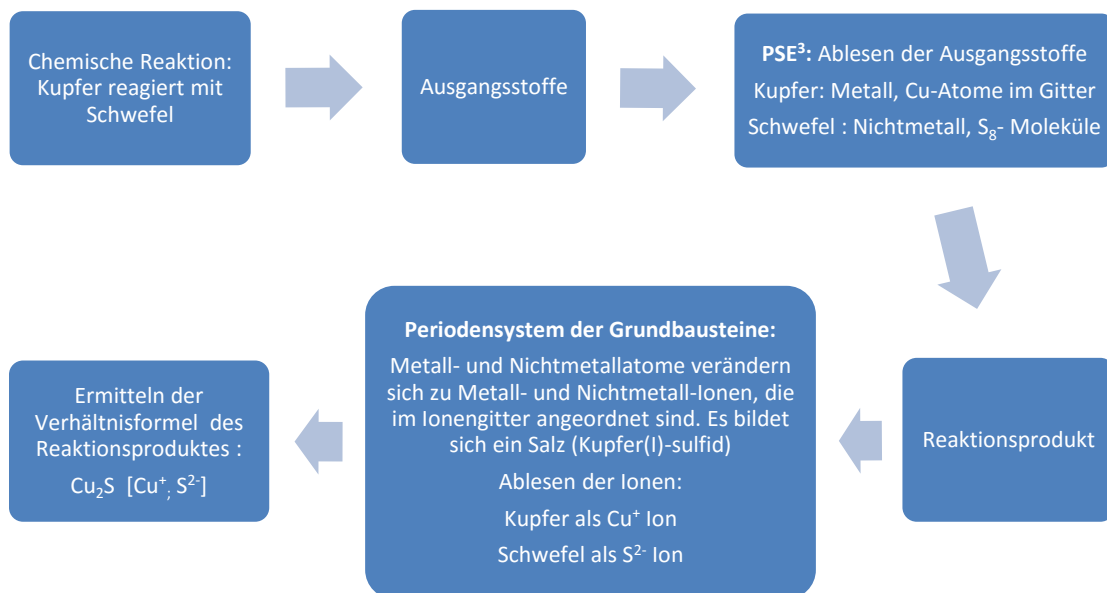 Chemische Reaktion:
Kupfer reagiert mit
Schwefel
Ausgangsstoffe
PSE³: Ablesen der Ausgangsstoffe
Kupfer: Metall, Cu-Atome im Gitter
Schwefel : Nichtmetall, S₈- Moleküle
Reaktionsprodukt
Periodensystem der Grundbausteine:
Metall- und Nichtmetallatome verändern
sich zu Metall- und Nichtmetall-Ionen, die
im Ionengitter angeordnet sind. Es bildet
sich ein Salz (Kupfer(I)-sulfid)
Ablesen der Ionen:
Kupfer als Cu⁺ Ion
Schwefel als S²⁻ Ion
Ermitteln der
Verhältnisformel des
Reaktionsproduktes :
Cu₂S [Cu⁺; S²⁻]